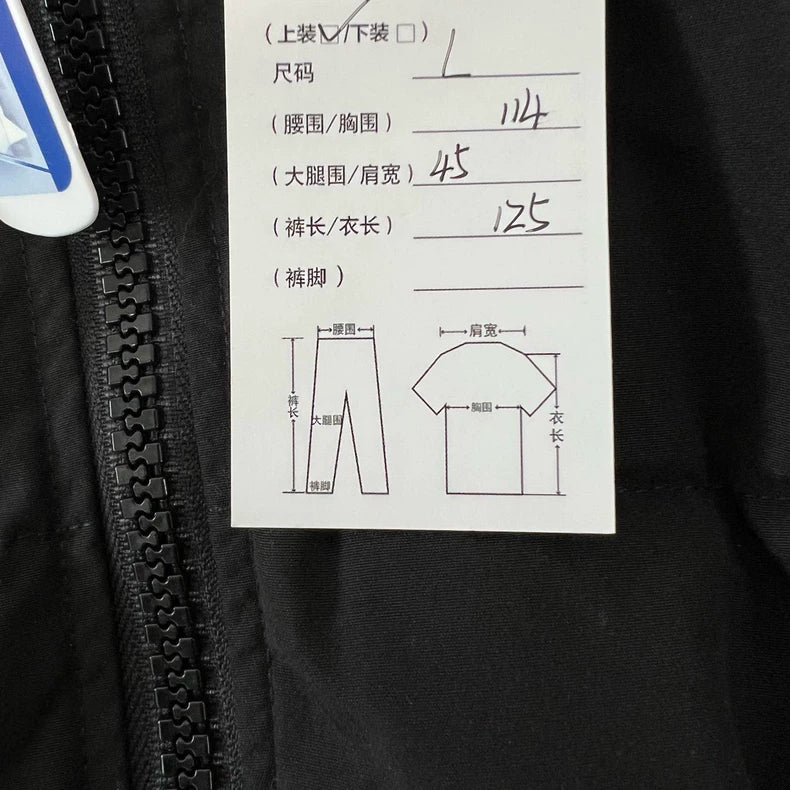 (上装☑/下装☐)
尺码 L
(腰围/胸围) 114
(大腿围/肩宽) 45
(裤长/衣长) 125
(裤脚)
腰围 肩宽
裤长
大腿围 胸围
衣长
裤脚